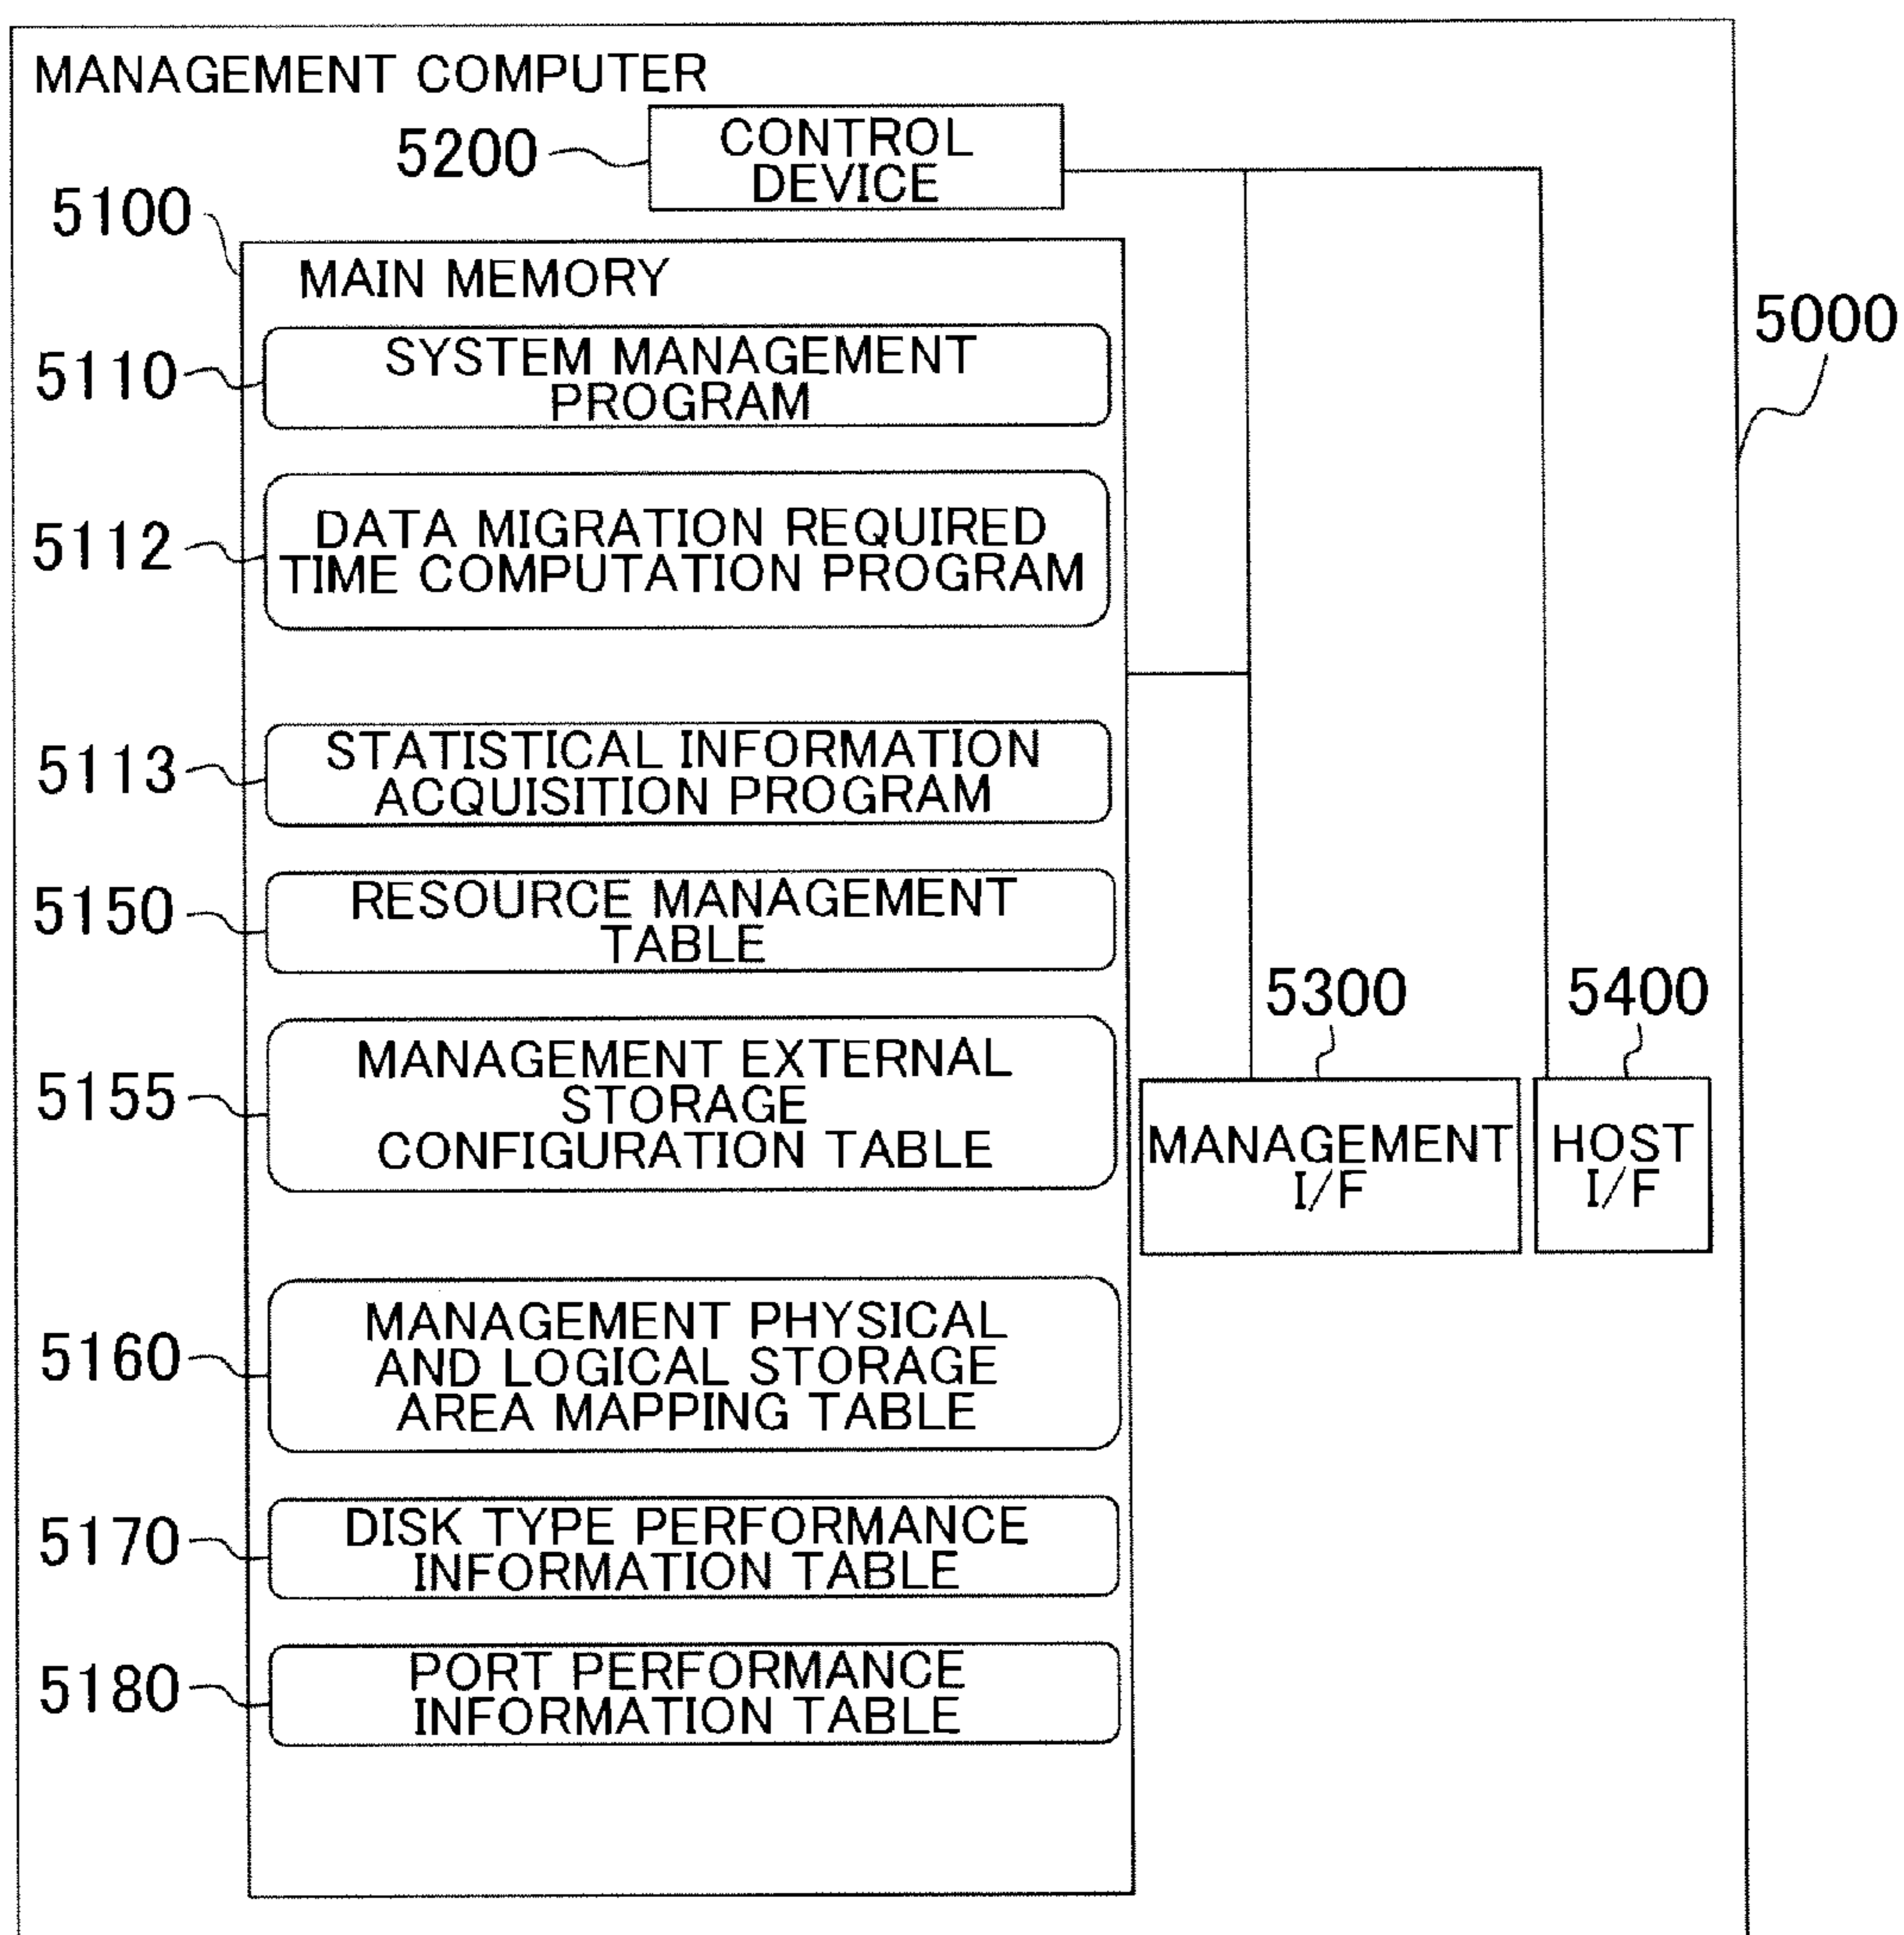 MANAGEMENT COMPUTER
5200
CONTROL
DEVICE
5100
MAIN MEMORY
5000
5110
SYSTEM MANAGEMENT
PROGRAM
5112
DATA MIGRATION REQUIRED
TIME COMPUTATION PROGRAM
5113
STATISTICAL INFORMATION
ACQUISITION PROGRAM
5150
RESOURCE MANAGEMENT
TABLE
5300
5400
5155
MANAGEMENT EXTERNAL
STORAGE
CONFIGURATION TABLE
MANAGEMENT
I/F
HOST
I/F
5160
MANAGEMENT PHYSICAL
AND LOGICAL STORAGE
AREA MAPPING TABLE
5170
DISK TYPE PERFORMANCE
INFORMATION TABLE
5180
PORT PERFORMANCE
INFORMATION TABLE